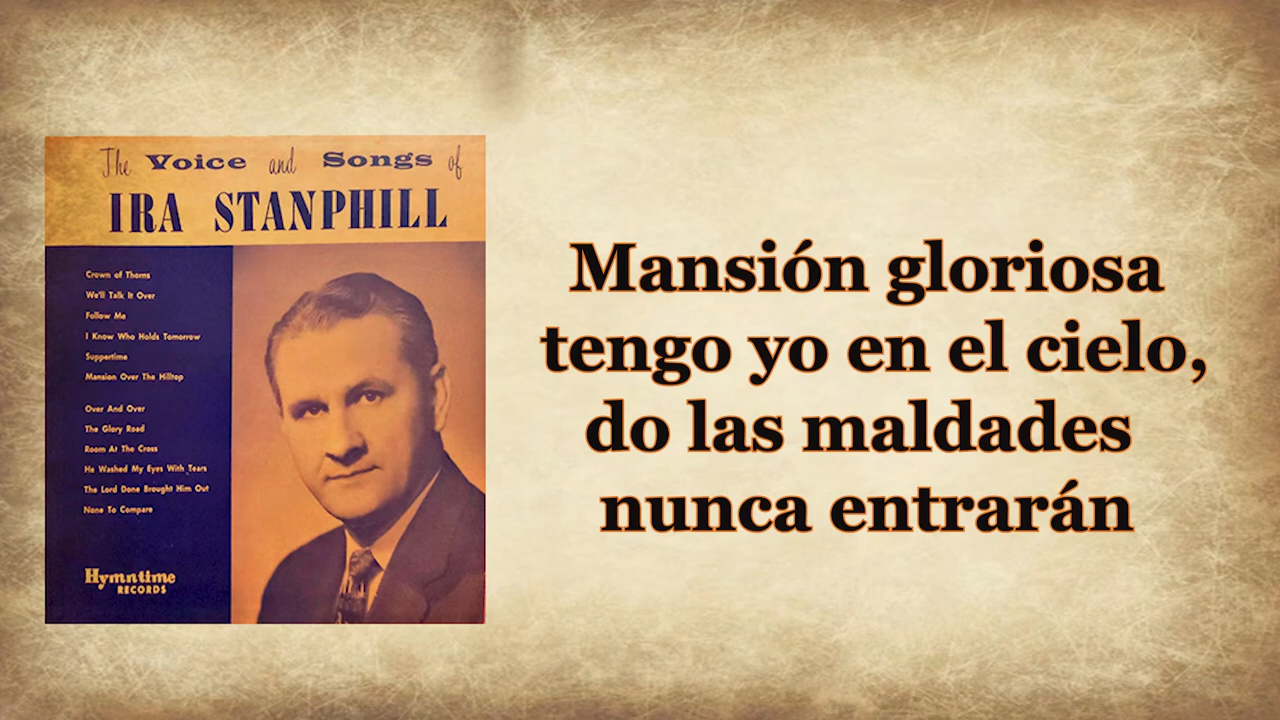 The Voice and Songs of
IRA STANPHILL
Crown of Thorns
We'll Talk It Over
Follow Me
I Know Who Holds Tomorrow
Suppertime
Mansion Over The Hilltop
Over And Over
The Glory Road
Room At The Cross
He Washed My Eyes With Tears
The Lord Done Brought Him Out
None To Compare
Hymntime
RECORDS
Mansión gloriosa
tengo yo en el cielo,
do las maldades
nunca entrarán